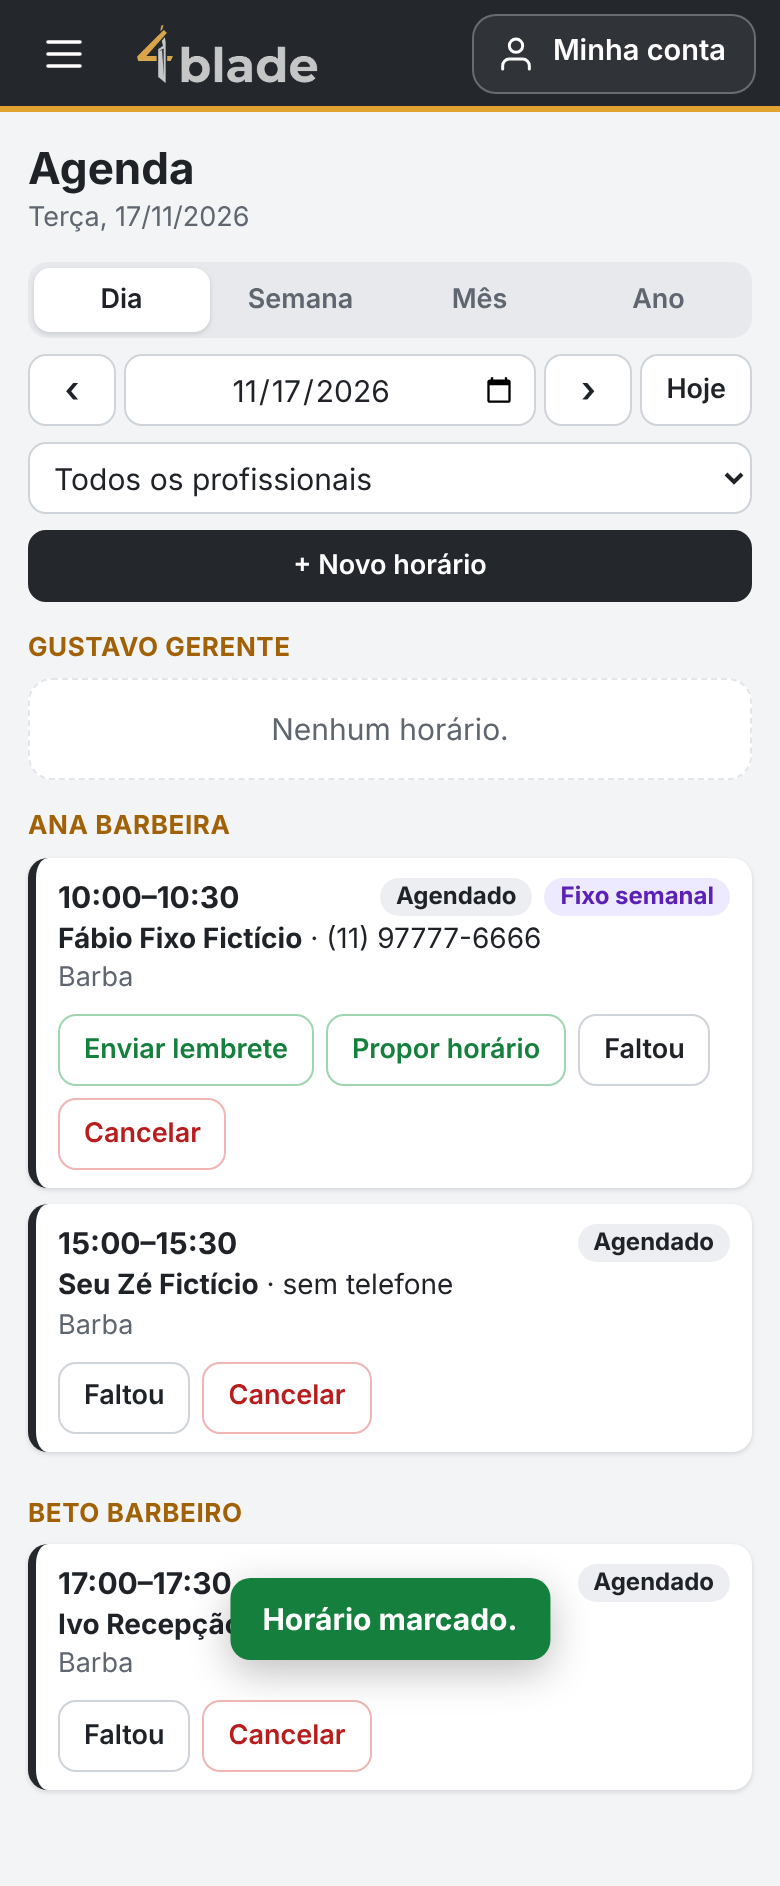 4blade
Minha conta
Agenda
Terça, 17/11/2026
Dia Semana Mês Ano
‹ 11/17/2026 › Hoje
Todos os profissionais
+ Novo horário
GUSTAVO GERENTE
Nenhum horário.
ANA BARBEIRA
10:00–10:30 Agendado Fixo semanal
Fábio Fixo Fictício · (11) 97777-6666
Barba
Enviar lembrete Propor horário Faltou
Cancelar
15:00–15:30 Agendado
Seu Zé Fictício · sem telefone
Barba
Faltou Cancelar
BETO BARBEIRO
17:00–17:30 Agendado
Ivo
Horário marcado.
Barba
Faltou Cancelar